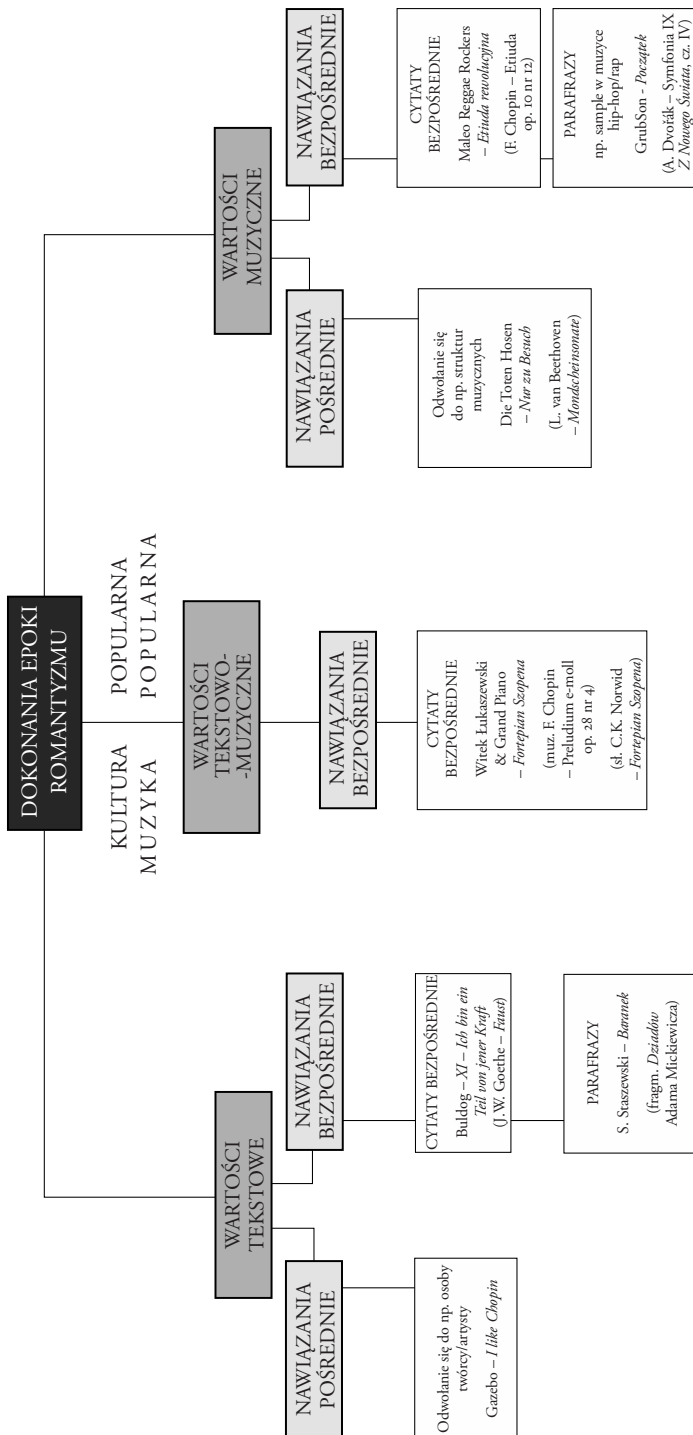 DOKONANIA EPOKI
ROMANTYZMU
KULTURA POPULARNA
MUZYKA POPULARNA
WARTOŚCI
TEKSTOWE
NAWIĄZANIA
POŚREDNIE
Odwołanie się do np. osoby
twórcy/artysty
Gazebo – I like Chopin
NAWIĄZANIA
BEZPOŚREDNIE
CYTATY BEZPOŚREDNIE
Buldog – XI – Ich bin ein
Teil von jener Kraft
(J.W. Goethe – Faust)
PARAFRAZY
S. Staszewski – Baranek
(fragm. Dziadów
Adama Mickiewicza)
WARTOŚCI
TEKSTOWO-
-MUZYCZNE
NAWIĄZANIA
BEZPOŚREDNIE
CYTATY
BEZPOŚREDNIE
Witek Łukaszewski
& Grand Piano
– Fortepian Szopena
(muz. F. Chopin
– Preludium e-moll
op. 28 nr 4)
(sł. C.K. Norwid
– Fortepian Szopena)
WARTOŚCI
MUZYCZNE
NAWIĄZANIA
POŚREDNIE
Odwołanie się
do np. struktur
muzycznych
Die Toten Hosen
– Nur zu Besuch
(L. van Beethoven
– Mondscheinsonate)
NAWIĄZANIA
BEZPOŚREDNIE
CYTATY
BEZPOŚREDNIE
Maleo Reggae Rockers
– Etiuda rewolucyjna
(F. Chopin – Etiuda
op. 10 nr 12)
PARAFRAZY
np. sample w muzyce
hip-hop/rap
GrubSon - Początek
(A. Dvořák – Symfonia IX
Z Nowego Świata, cz. IV)